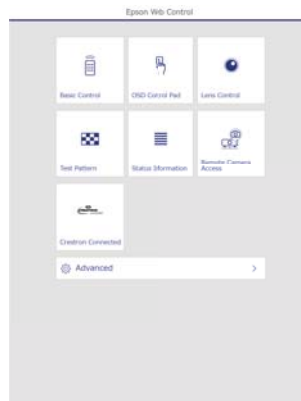 Epson Web Control
Basic Control
OSD Control Pad
Lens Control
Test Pattern
Status Information
Remote Camera
Access
CRESTRON
Crestron Connected
Advanced